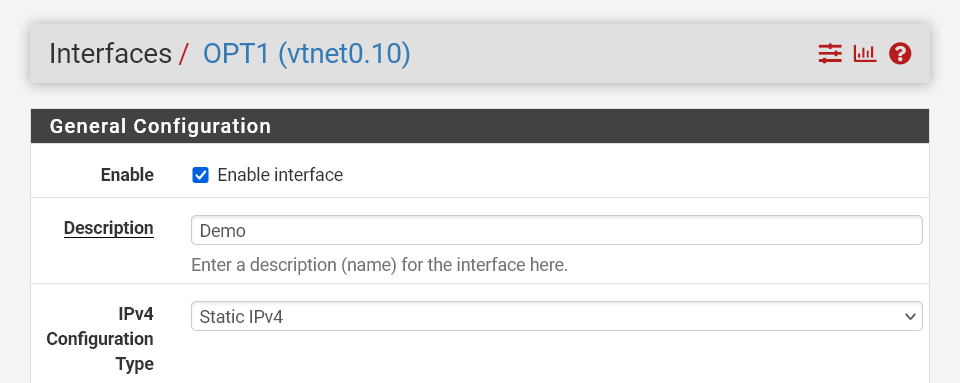 Interfaces / OPT1 (vtnet0.10)
General Configuration
Enable Enable interface
Description Demo
Enter a description (name) for the interface here.
IPv4 Static IPv4
Configuration
Type